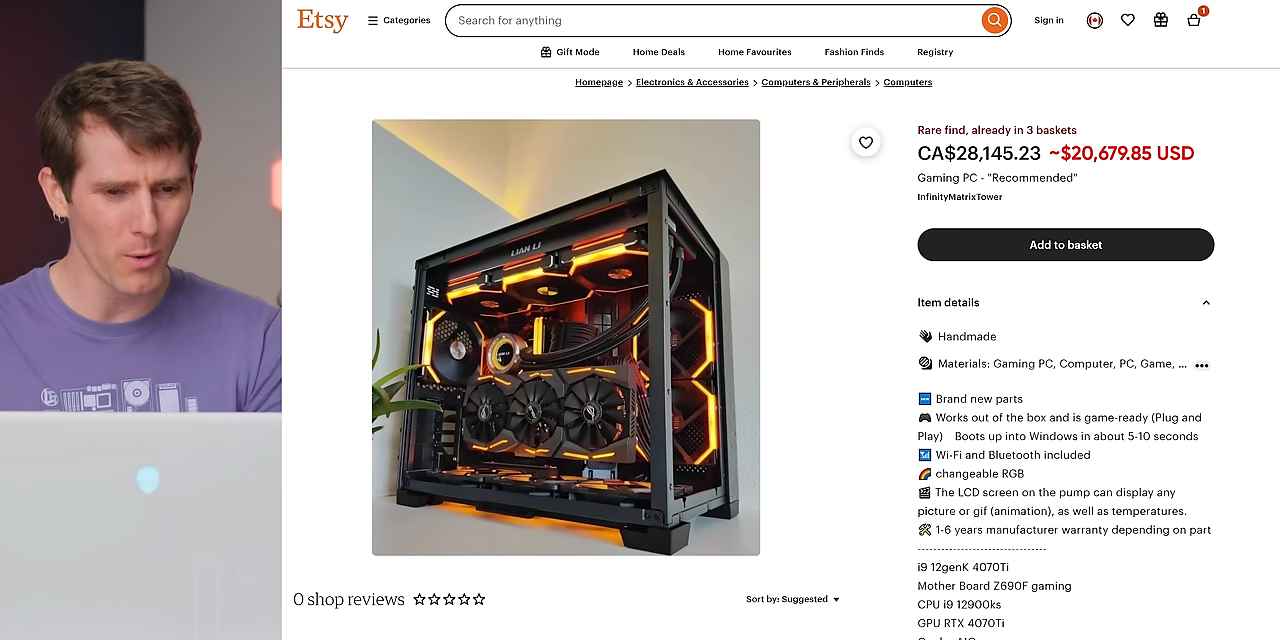 Etsy
Categories
Search for anything
Sign in
1
Gift Mode
Home Deals
Home Favourites
Fashion Finds
Registry
Homepage > Electronics & Accessories > Computers & Peripherals > Computers
LIAN LI
Rare find, already in 3 baskets
CA$28,145.23 ~$20,679.85 USD
Gaming PC - "Recommended"
InfinityMatrixTower
Add to basket
Item details
Handmade
Materials: Gaming PC, Computer, PC, Game, ...
Brand new parts
Works out of the box and is game-ready (Plug and
Play) Boots up into Windows in about 5-10 seconds
Wi-Fi and Bluetooth included
changeable RGB
The LCD screen on the pump can display any
picture or gif (animation), as well as temperatures.
1-6 years manufacturer warranty depending on part
---------------------------------
i9 12genK 4070Ti
Mother Board Z690F gaming
CPU i9 12900ks
GPU RTX 4070Ti
0 shop reviews
Sort by: Suggested